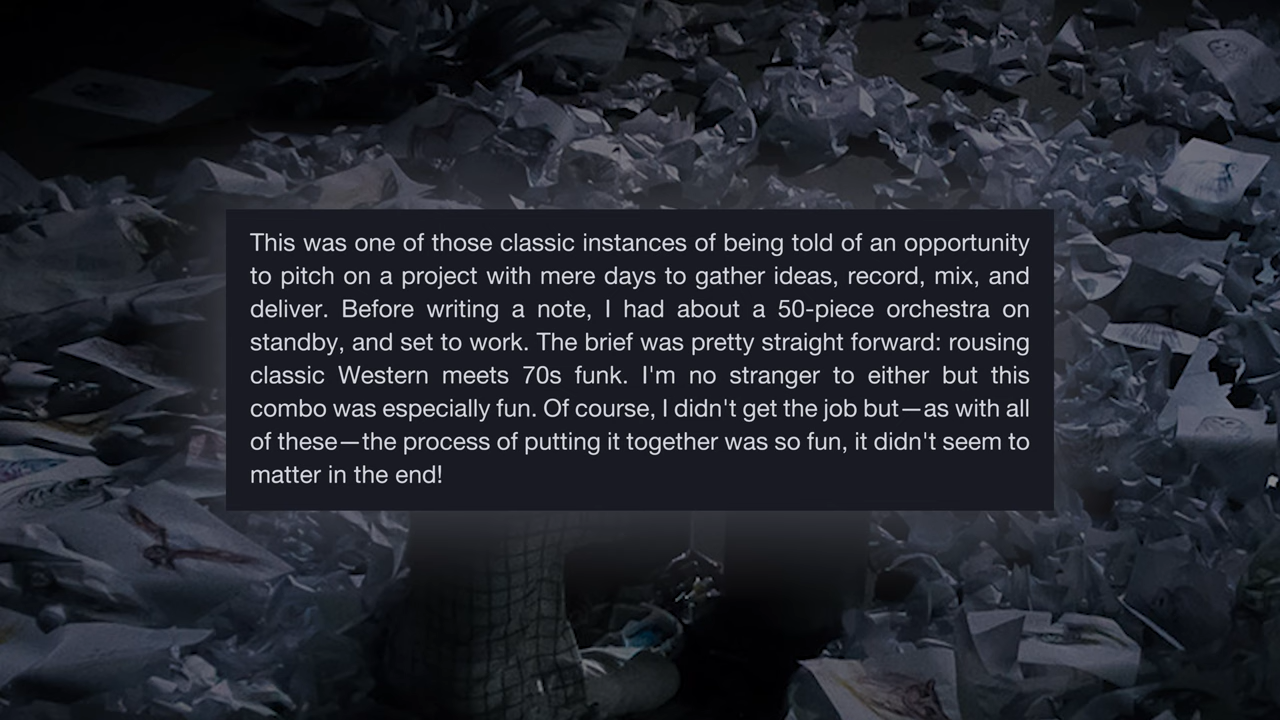 This was one of those classic instances of being told of an opportunity
to pitch on a project with mere days to gather ideas, record, mix, and
deliver. Before writing a note, I had about a 50-piece orchestra on
standby, and set to work. The brief was pretty straight forward: rousing
classic Western meets 70s funk. I'm no stranger to either but this
combo was especially fun. Of course, I didn't get the job but—as with all
of these—the process of putting it together was so fun, it didn't seem to
matter in the end!